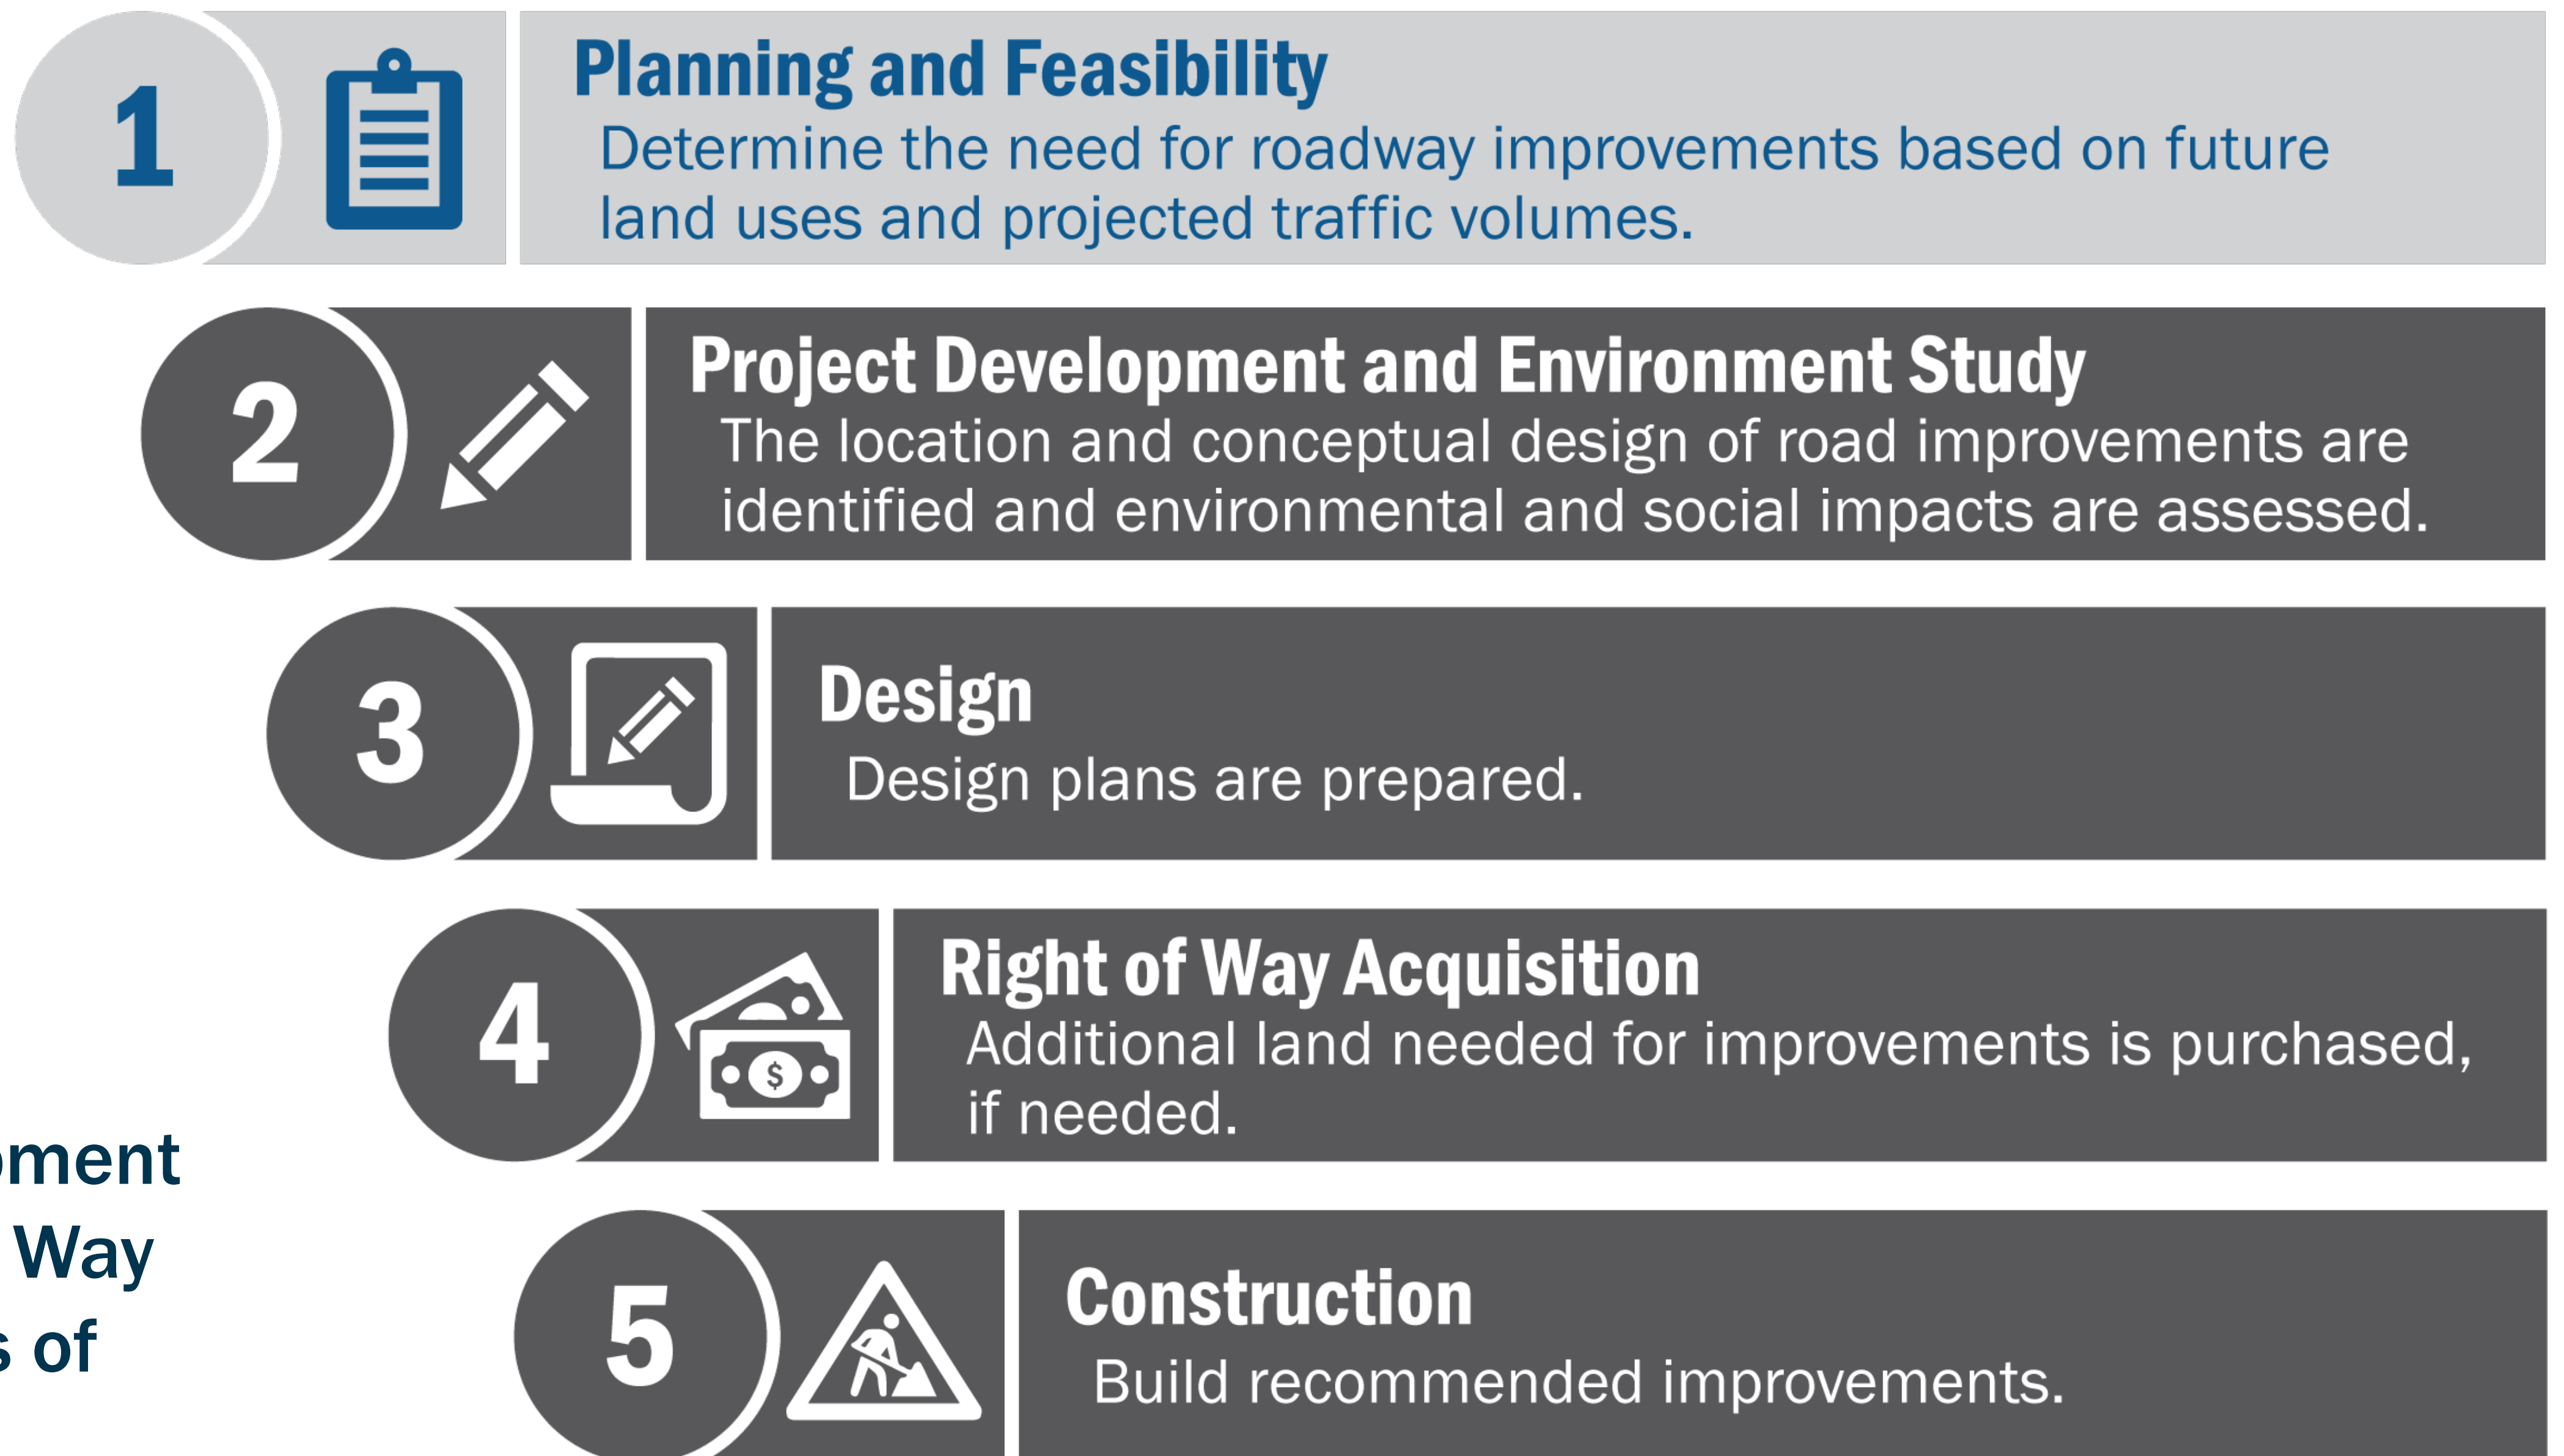 1
Planning and Feasibility
Determine the need for roadway improvements based on future
land uses and projected traffic volumes.
2
Project Development and Environment Study
The location and conceptual design of road improvements are
identified and environmental and social impacts are assessed.
3
Design
Design plans are prepared.
4
$
Right of Way Acquisition
Additional land needed for improvements is purchased,
if needed.
5
Construction
Build recommended improvements.
Way
of